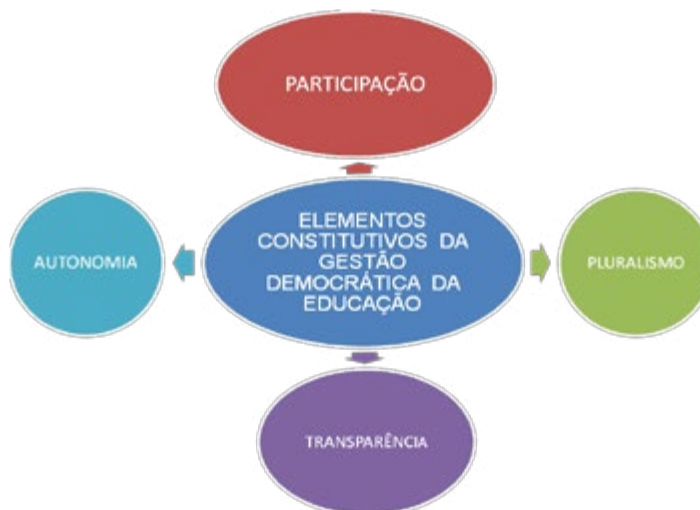 PARTICIPAÇÃO
ELEMENTOS
CONSTITUTIVOS DA
GESTÃO
DEMOCRÁTICA DA
EDUCAÇÃO
AUTONOMIA
PLURALISMO
TRANSPARÊNCIA